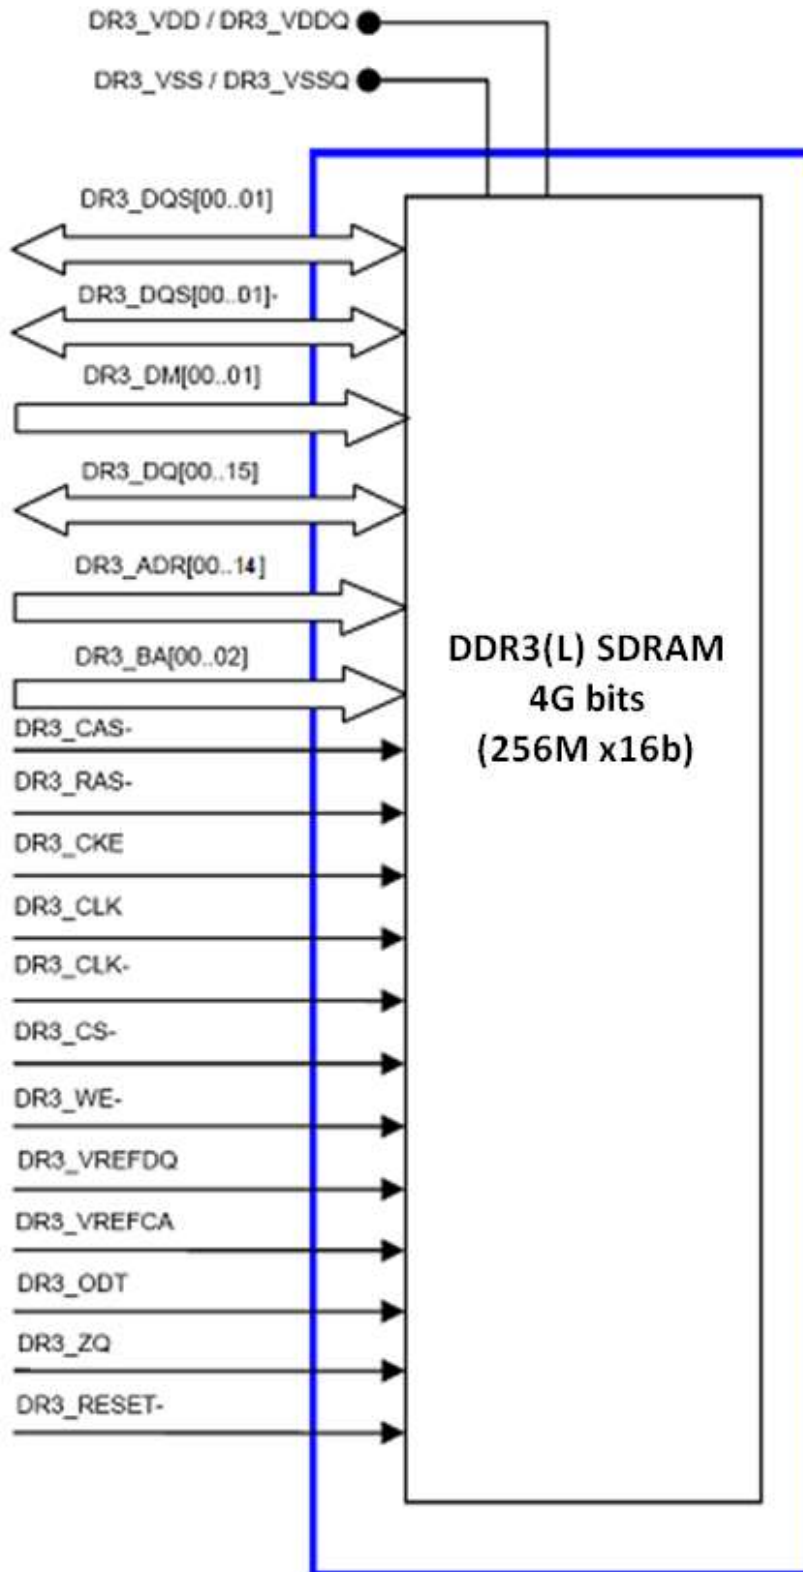 DR3_VDD / DR3_VDDQ
DR3_VSS / DR3_VSSQ
DR3_DQS[00..01]
DR3_DQS[00..01]-
DR3_DM[00..01]
DR3_DQ[00..15]
DR3_ADR[00..14]
DR3_BA[00..02]
DR3_CAS-
DR3_RAS-
DR3_CKE
DR3_CLK
DR3_CLK-
DR3_CS-
DR3_WE-
DR3_VREFDQ
DR3_VREFCA
DR3_ODT
DR3_ZQ
DR3_RESET-
DDR3(L) SDRAM
4G bits
(256M x16b)